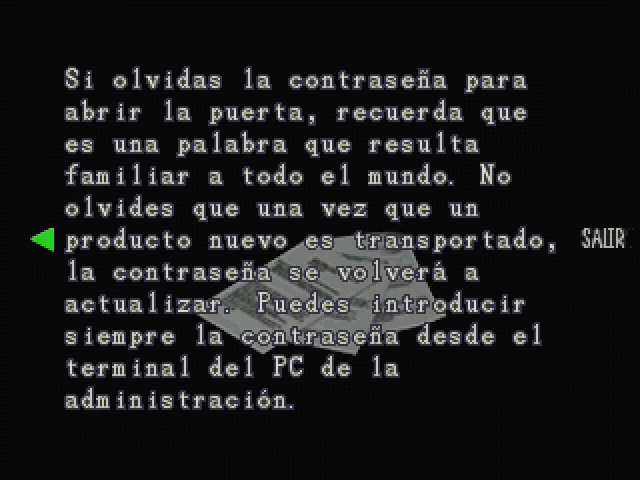 Si olvidas la contraseña para
abrir la puerta, recuerda que
es una palabra que resulta
familiar a todo el mundo. No
olvides que una vez que un
producto nuevo es transportado,
SALIR
la contraseña se volverá a
actualizar. Puedes introducir
siempre la contraseña desde el
terminal del PC de la
administración.